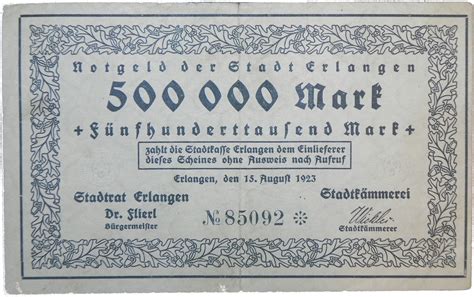 Notgeld der Stadt Erlangen
500 000 Mark
+ Fünfhunderttausend Mark +
zahlt die Stadtkasse Erlangen dem Einlieferer
dieses Scheines ohne Ausweis nach Aufruf
Erlangen, den 15. August 1923
Stadtrat Erlangen
Dr. Flierl
Bürgermeister
№ 85092 ※
Stadtkämmerei
Stadtkämmerer